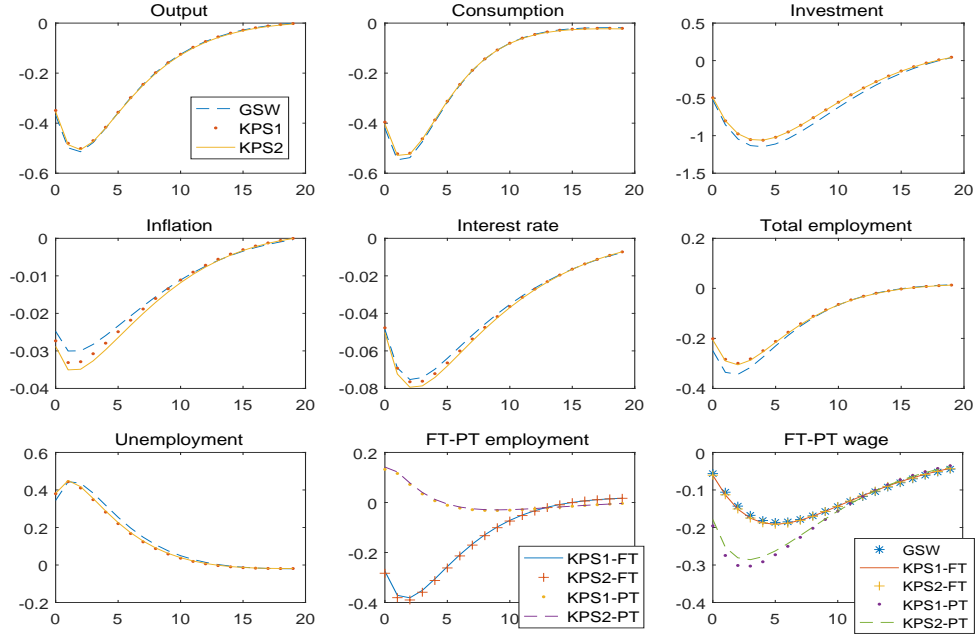 Output
0
-0.2
-0.4
-0.6
0 5 10 15 20
GSW
KPS1
KPS2
Consumption
0
-0.2
-0.4
-0.6
0 5 10 15 20
Investment
0.5
0
-0.5
-1
-1.5
0 5 10 15 20
Inflation
0
-0.01
-0.02
-0.03
-0.04
0 5 10 15 20
Interest rate
0
-0.02
-0.04
-0.06
-0.08
0 5 10 15 20
Total employment
0.2
0
-0.2
-0.4
0 5 10 15 20
Unemployment
0.6
0.4
0.2
0
-0.2
0 5 10 15 20
FT-PT employment
0.2
0
-0.2
-0.4
0 5 10
KPS1-FT
KPS2-FT
KPS1-PT
KPS2-PT
FT-PT wage
0
-0.1
-0.2
-0.3
-0.4
0 5 10
GSW
KPS1-FT
KPS2-FT
KPS1-PT
KPS2-PT